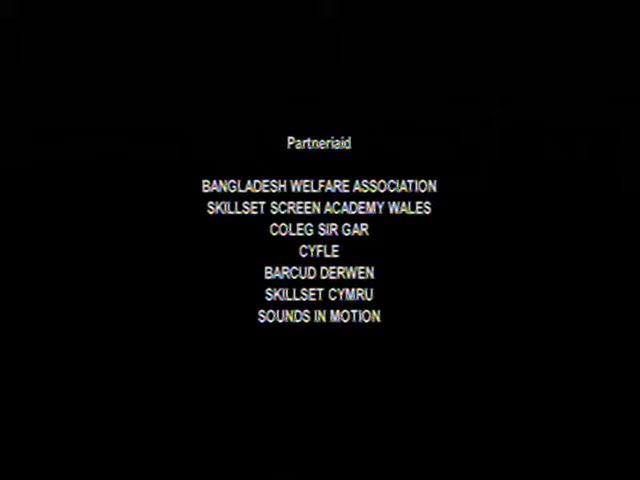 Partneriaid
BANGLADESH WELFARE ASSOCIATION
SKILLSET SCREEN ACADEMY WALES
COLEG SIR GAR
CYFLE
BARCUD DERWEN
SKILLSET CYMRU
SOUNDS IN MOTION